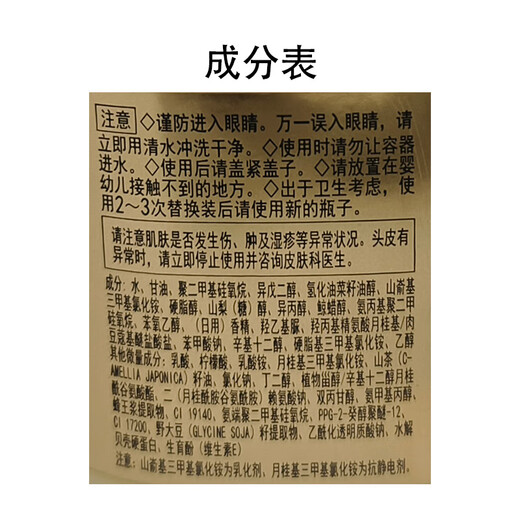 成分表
注意 ◇谨防进入眼睛。万一误入眼睛，请
立即用清水冲洗干净。◇使用时请勿让容器
进水。◇使用后请盖紧盖子。◇请放置在婴
幼儿接触不到的地方。◇出于卫生考虑，使
用2～3次替换装后请使用新的瓶子。
请注意肌肤是否发生伤、肿及湿疹等异常状况。头皮有
异常时，请立即停止使用并咨询皮肤科医生。
成分：水、甘油、聚二甲基硅氧烷、异戊二醇、氢化油菜籽油醇、山嵛基
三甲基氯化铵、硬脂醇、山梨（糖）醇、异丙醇、鲸蜡醇、氨丙基聚二甲
硅氧烷、苯氧乙醇、（日用）香精、羟乙基脲、羟丙基精氨酸月桂基/肉
豆蔻基醚盐酸盐、苯甲酸钠、辛基十二醇、硬脂基三甲基氯化铵、乙醇
其他微量成分：乳酸、柠檬酸、乳酸铵、月桂基三甲基氯化铵、山茶(C-
AMELLIA JAPONICA) 籽油、氯化钠、丁二醇、植物甾醇/辛基十二醇月桂
酰谷氨酸酯、二（月桂酰胺谷氨酰胺）赖氨酸钠、双丙甘醇、氨甲基丙醇、
蜂王浆提取物、CI 19140、氨端聚二甲基硅氧烷、PPG-2-癸醇聚醚-12、
CI 17200、野大豆 (GLYCINE SOJA) 籽提取物、乙酰化透明质酸钠、水解
贝壳硬蛋白、生育酚（维生素E）
注意：山嵛基三甲基氯化铵为乳化剂、月桂基三甲基氯化铵为抗静电剂。